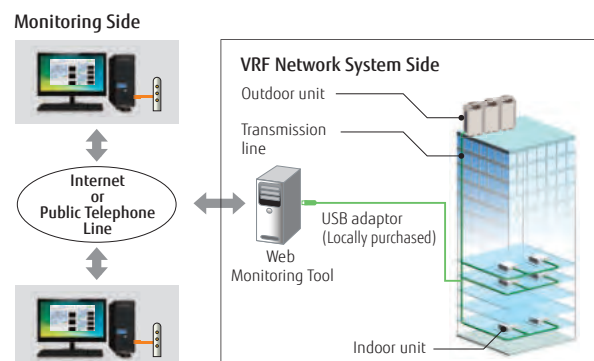 Monitoring Side
VRF Network System Side
Outdoor unit
Transmission
line
Internet
or
Public Telephone
Line
USB adaptor
(Locally purchased)
Web
Monitoring Tool
Indoor unit